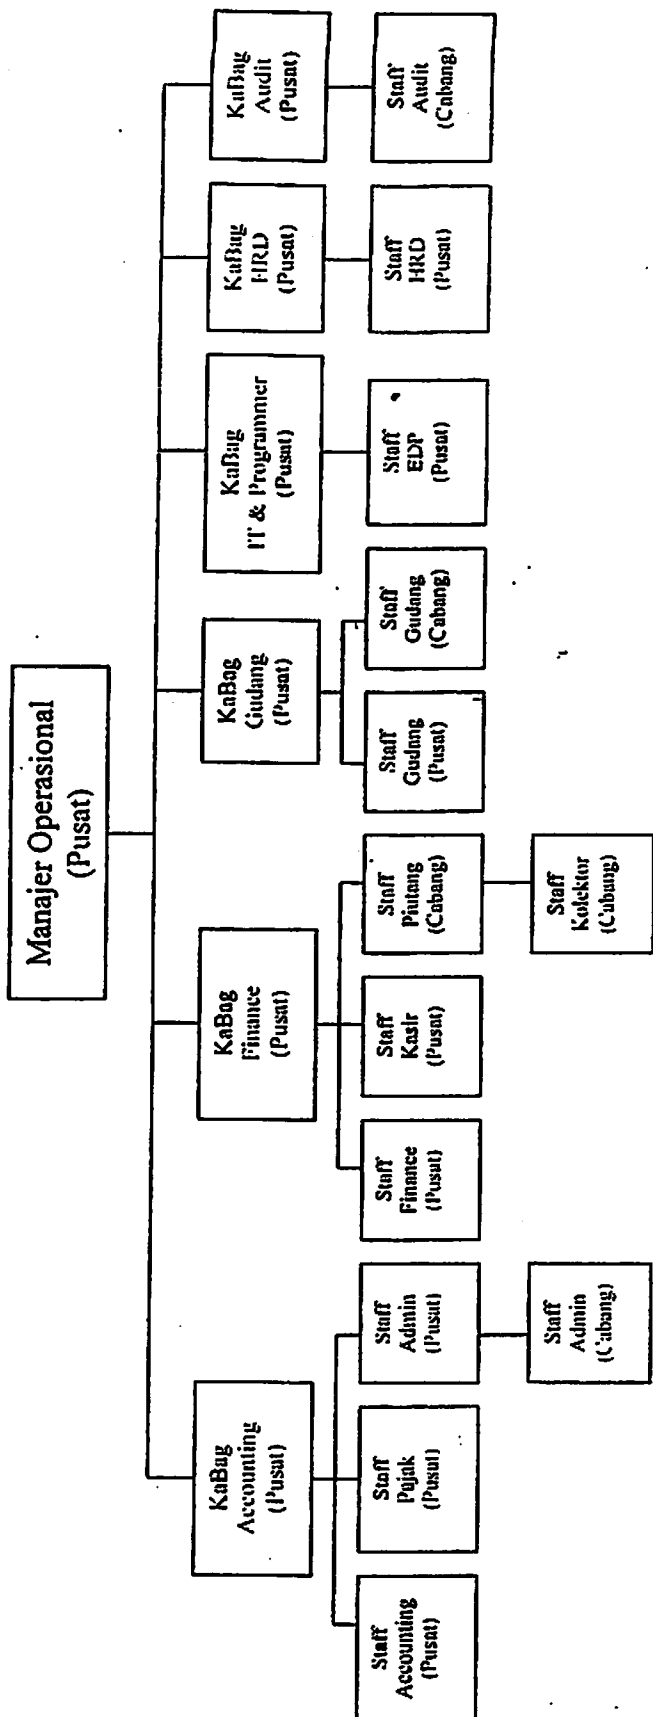 Manajer Operasional
(Pusat)
KaBag
Accounting
(Pusat)
KaBag
Finance
(Pusat)
KaBag
Gudang
(Pusat)
KaBag
IT & Programmer
(Pusat)
KaBag
HRD
(Pusat)
KaBag
Audit
(Pusat)
Staff
Accounting
(Pusat)
Staff
Pajak
(Pusat)
Staff
Admin
(Pusat)
Staff
Finance
(Pusat)
Staff
Kasir
(Pusat)
Staff
Piutang
(Cabang)
Staff
Gudang
(Pusat)
Staff
Gudang
(Cabang)
Staff
EDP
(Pusat)
Staff
HRD
(Pusat)
Staff
Audit
(Cabang)
Staff
Admin
(Cabang)
Staff
Kolektor
(Cabang)